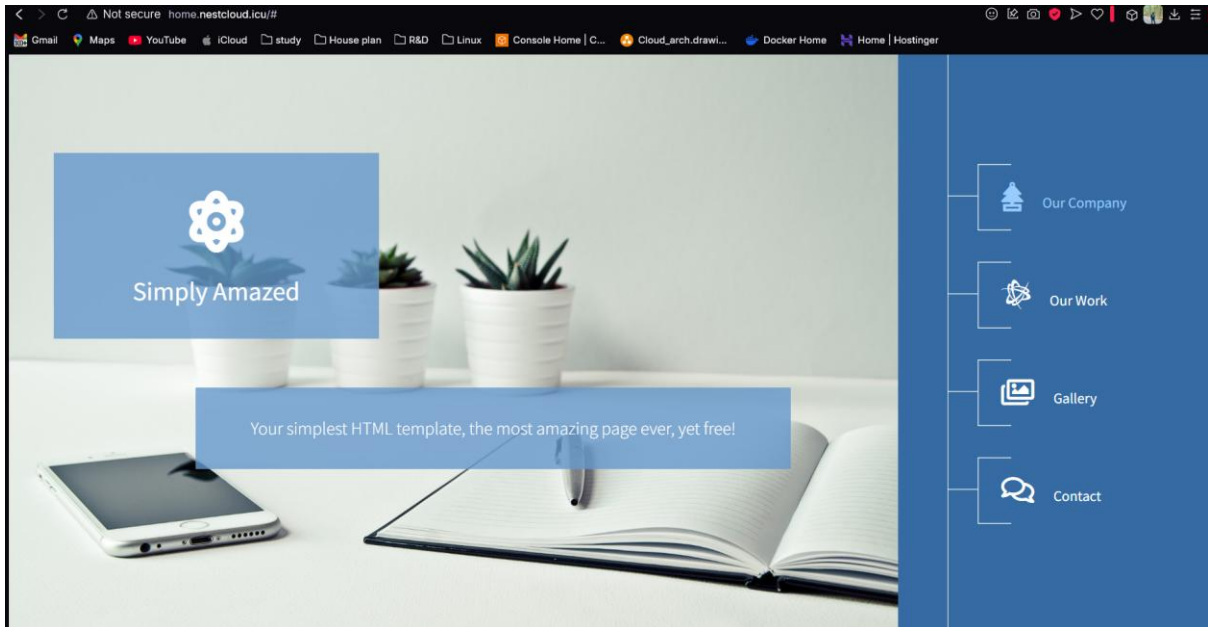 Not secure home.nestcloud.icu/#
Gmail Maps YouTube iCloud study House plan R&D Linux Console Home | C... Cloud_arch.drawi... Docker Home Home | Hostinger
Simply Amazed
Your simplest HTML template, the most amazing page ever, yet free!
Our Company
Our Work
Gallery
Contact